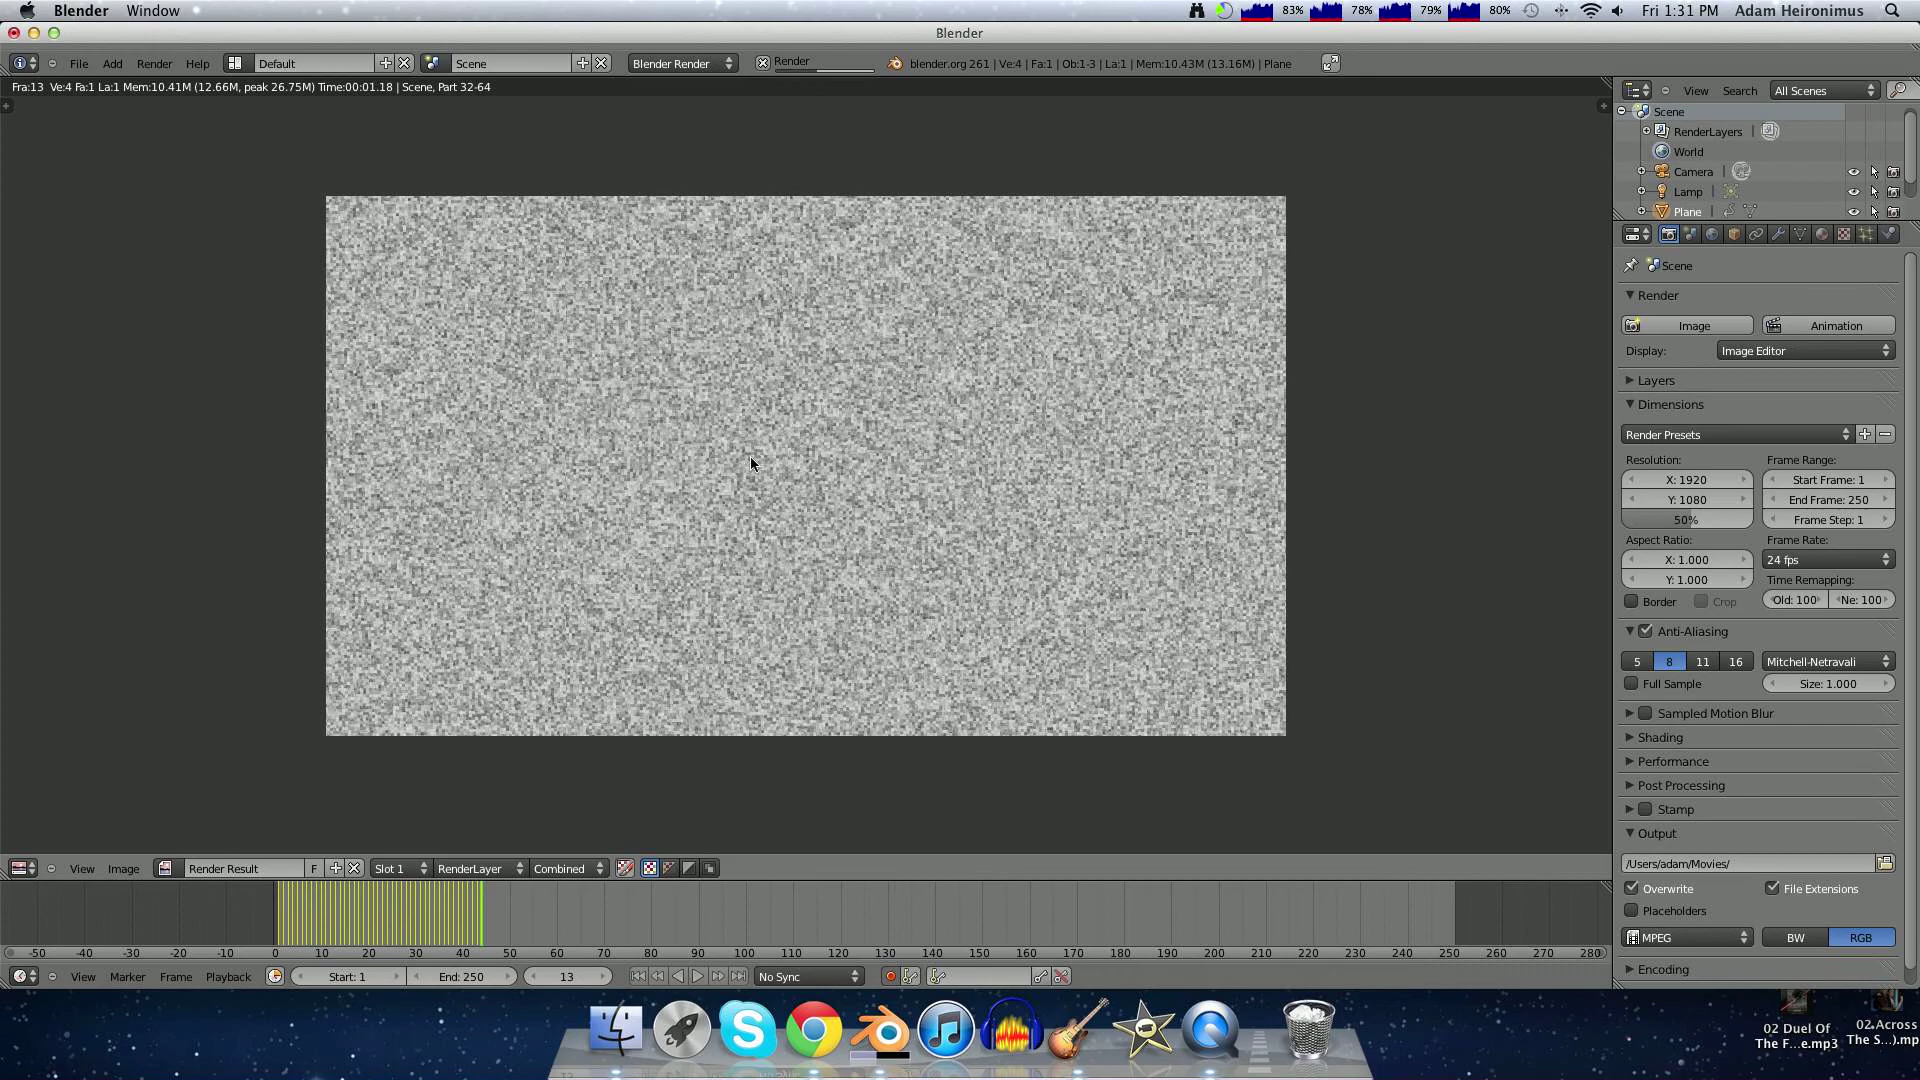 Blender Window 83% 78% 79% 80% Fri 1:31 PM Adam Heironimus
Blender
File Add Render Help Default Scene Blender Render Render blender.org 261 | Ve:4 | Fa:1 | Ob:1-3 | La:1 | Mem:10.43M (13.16M) | Plane
Fra:13 Ve:4 Fa:1 La:1 Mem:10.41M (12.66M, peak 26.75M) Time:00:01.18 | Scene, Part 32-64
View Search All Scenes
Scene
RenderLayers
World
Camera
Lamp
Plane
Scene
Render
Image Animation
Display: Image Editor
Layers
Dimensions
Render Presets
Resolution: Frame Range:
X: 1920 Start Frame: 1
Y: 1080 End Frame: 250
50% Frame Step: 1
Aspect Ratio: Frame Rate:
X: 1.000 24 fps
Y: 1.000 Time Remapping:
Border Crop Old: 100 Ne: 100
Anti-Aliasing
5 8 11 16 Mitchell-Netravali
Full Sample Size: 1.000
Sampled Motion Blur
Shading
Performance
Post Processing
Stamp
Output
/Users/adam/Movies/
Overwrite File Extensions
Placeholders
MPEG BW RGB
Encoding
View Image Render Result F Slot 1 RenderLayer Combined
-50 -40 -30 -20 -10 0 10 20 30 40 50 60 70 80 90 100 110 120 130 140 150 160 170 180 190 200 210 220 230 240 250 260 270 280
View Marker Frame Playback Start: 1 End: 250 13 No Sync
02 Duel Of
The F...e.mp3
02 Across
The S...).mp